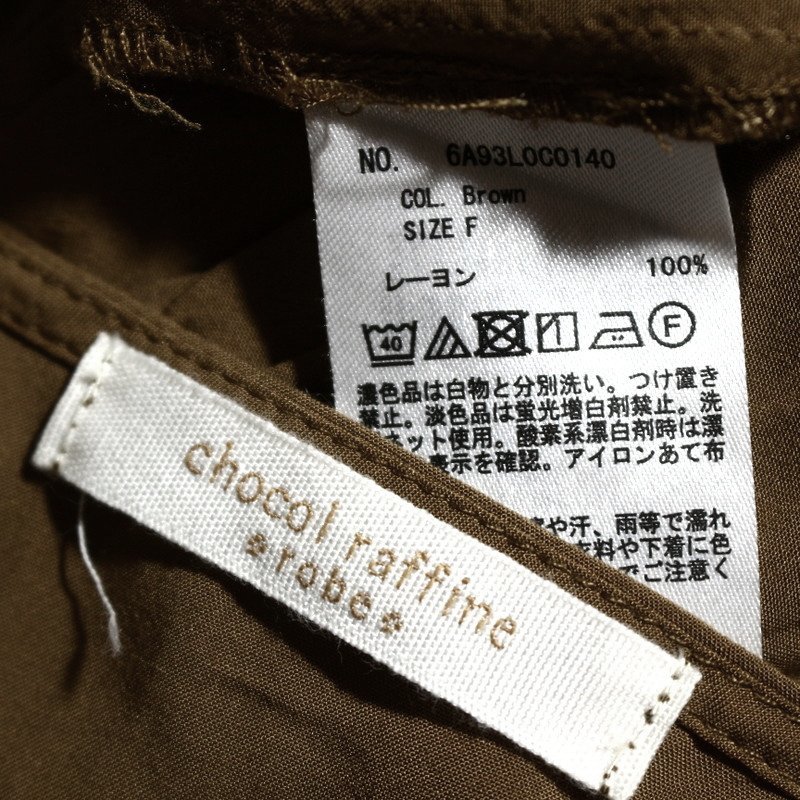 NO. 6A93L0C0140
COL. Brown
SIZE F
レーヨン 100%
40
F
濃色品は白物と分別洗い。つけ置き
禁止。淡色品は蛍光増白剤禁止。洗
ネット使用。酸素系漂白剤時は漂
表示を確認。アイロンあて布
や汗、雨等で濡れ
料や下着に色
でご注意く
chocol raffine
robe